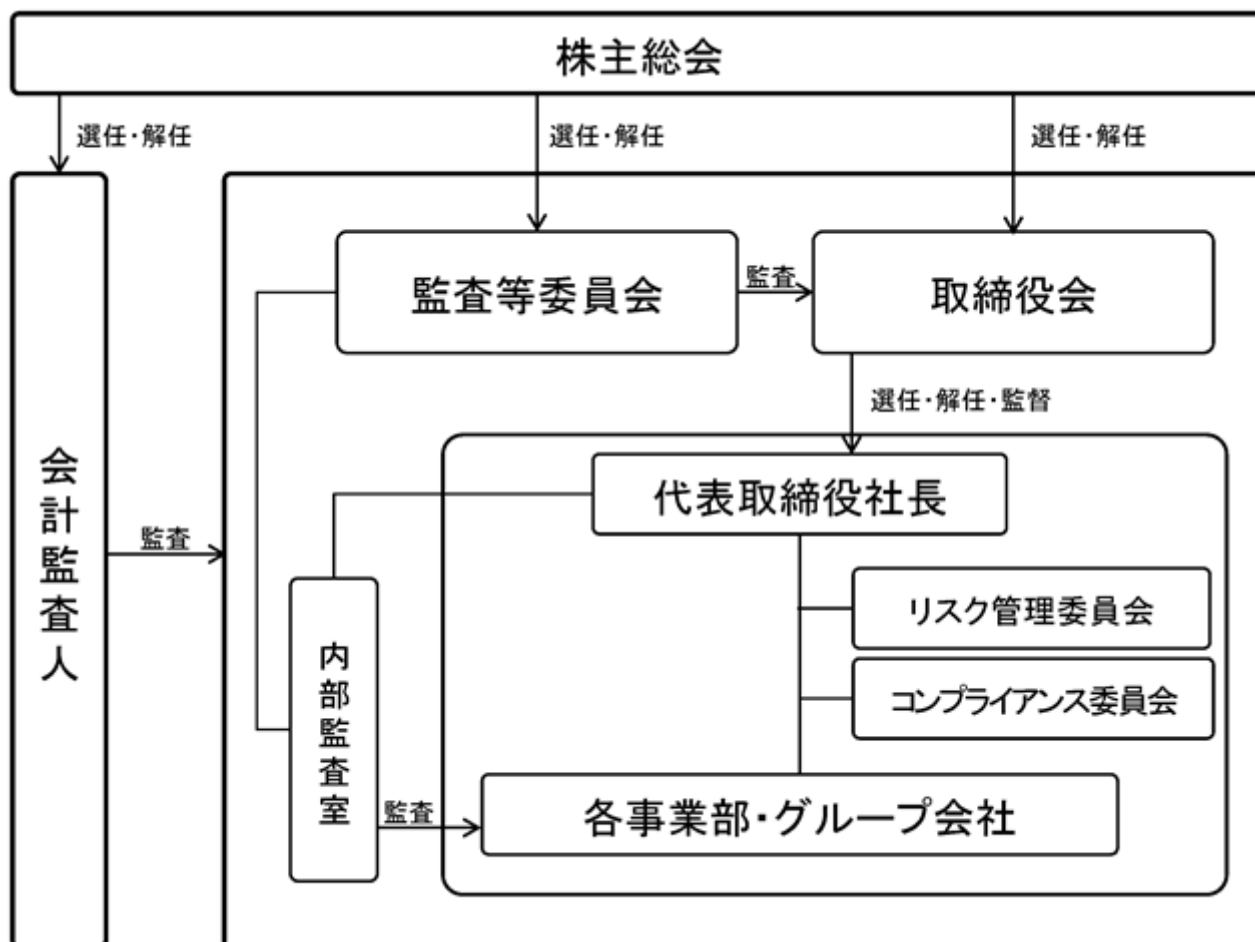 株主総会
選任・解任
選任・解任
選任・解任
監査等委員会
監査
取締役会
選任・解任・監督
会計監査人
監査
代表取締役社長
リスク管理委員会
コンプライアンス委員会
内部監査室
監査
各事業部・グループ会社